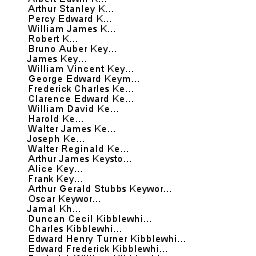 Arthur Stanley K...
Percy Edward K...
William James K...
Robert K...
Bruno Auber Key...
James Key...
William Vincent Key...
George Edward Keym...
Frederick Charles Ke...
Clarence Edward Ke...
William David Ke...
Harold Ke...
Walter James Ke...
Joseph Ke...
Walter Reginald Ke...
Arthur James Keysto...
Alice Key...
Frank Key...
Arthur Gerald Stubbs Keywor...
Oscar Keywor...
Jamal Kh...
Duncan Cecil Kibblewhi...
Charles Kibblewhi...
Edward Henry Turner Kibblewhi...
Edward Frederick Kibblewhi...